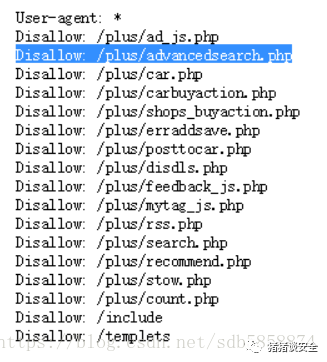 User-agent: *
Disallow: /plus/ad_js.php
Disallow: /plus/advancedsearch.php
Disallow: /plus/car.php
Disallow: /plus/carbuyaction.php
Disallow: /plus/shops_buyaction.php
Disallow: /plus/erraddsave.php
Disallow: /plus/posttocar.php
Disallow: /plus/disdls.php
Disallow: /plus/feedback_js.php
Disallow: /plus/mytag_js.php
Disallow: /plus/rss.php
Disallow: /plus/search.php
Disallow: /plus/recommend.php
Disallow: /plus/stow.php
Disallow: /plus/count.php
Disallow: /include
https://blog.csdn.net/sdb5858874
猪猪谈安全
Disallow: /templets